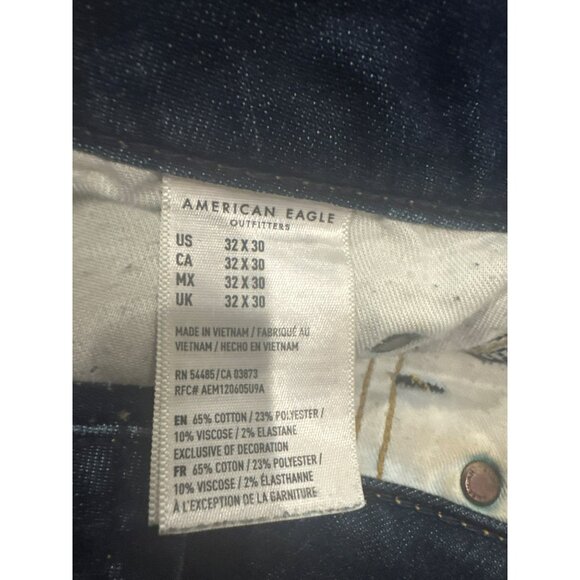 AMERICAN EAGLE
OUTFITTERS
US 32 X 30
CA 32 X 30
MX 32 X 30
UK 32 X 30
MADE IN VIETNAM / FABRIQUÉ AU
VIETNAM / HECHO EN VIETNAM
RN 54485/CA 03873
RFC# AEM120605U9A
EN 65% COTTON / 23% POLYESTER /
10% VISCOSE / 2% ELASTANE
EXCLUSIVE OF DECORATION
FR 65% COTON / 23% POLYESTER /
10% VISCOSE / 2% ÉLASTHANNE
À L'EXCEPTION DE LA GARNITURE